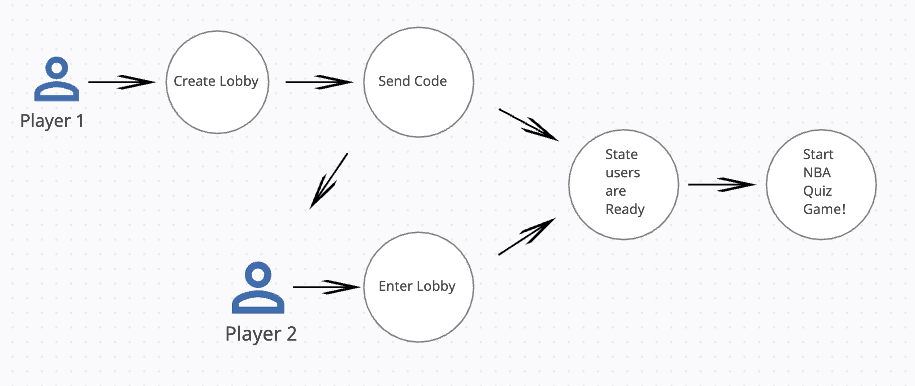 Player 1
Create Lobby
Send Code
State
users
are
Ready
Start
NBA
Quiz
Game!
Player 2
Enter Lobby